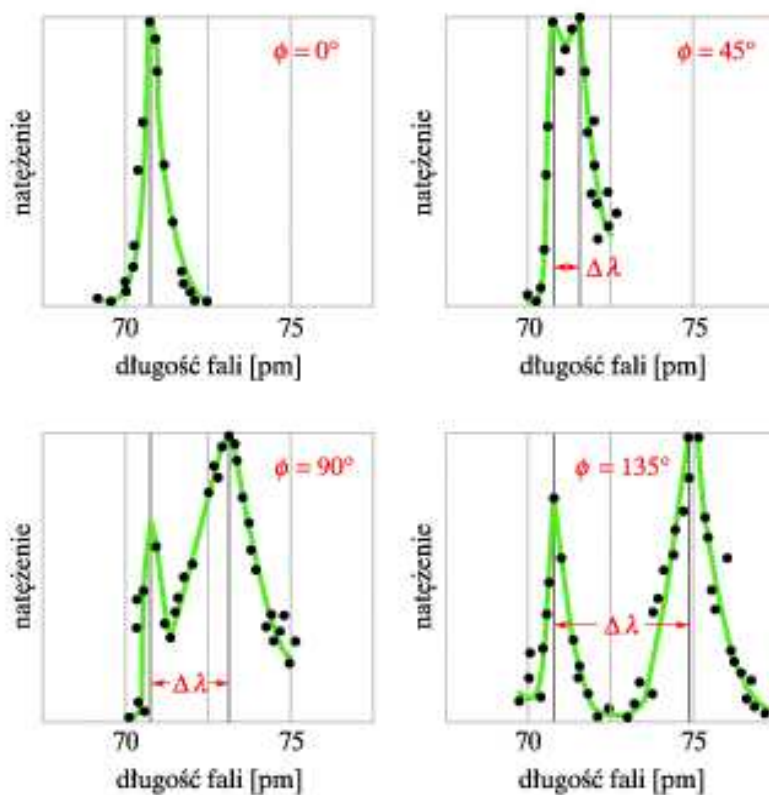 ϕ = 0°
natężenie
70 75
długość fali [pm]
ϕ = 45°
natężenie
Δλ
70 75
długość fali [pm]
ϕ = 90°
natężenie
Δλ
70 75
długość fali [pm]
ϕ = 135°
natężenie
Δλ
70 75
długość fali [pm]